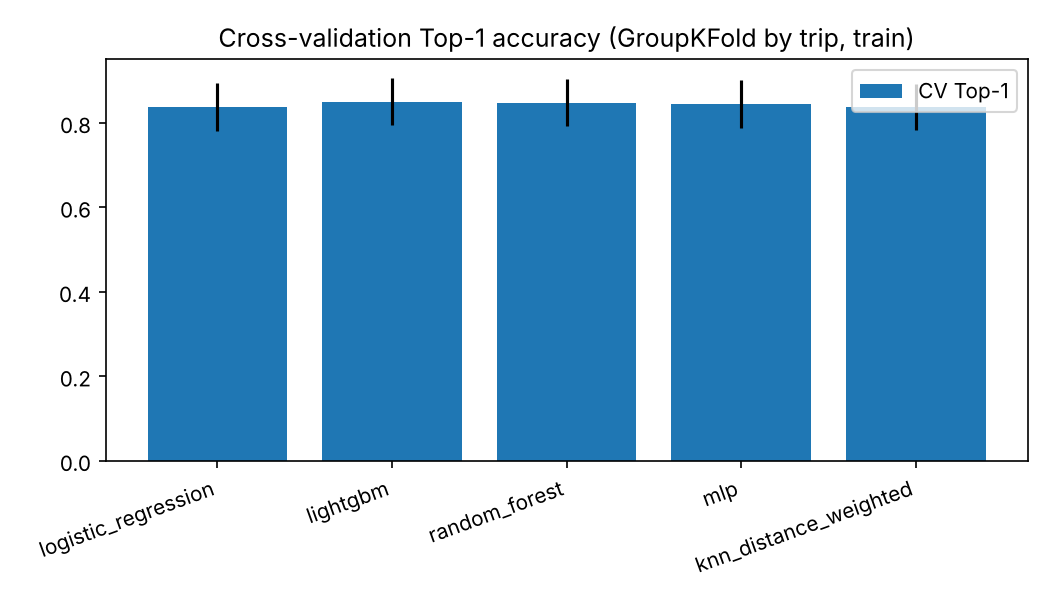 Cross-validation Top-1 accuracy (GroupKFold by trip, train)
CV Top-1
0.8
0.6
0.4
0.2
0.0
logistic_regression
lightgbm
random_forest
mlp
knn_distance_weighted